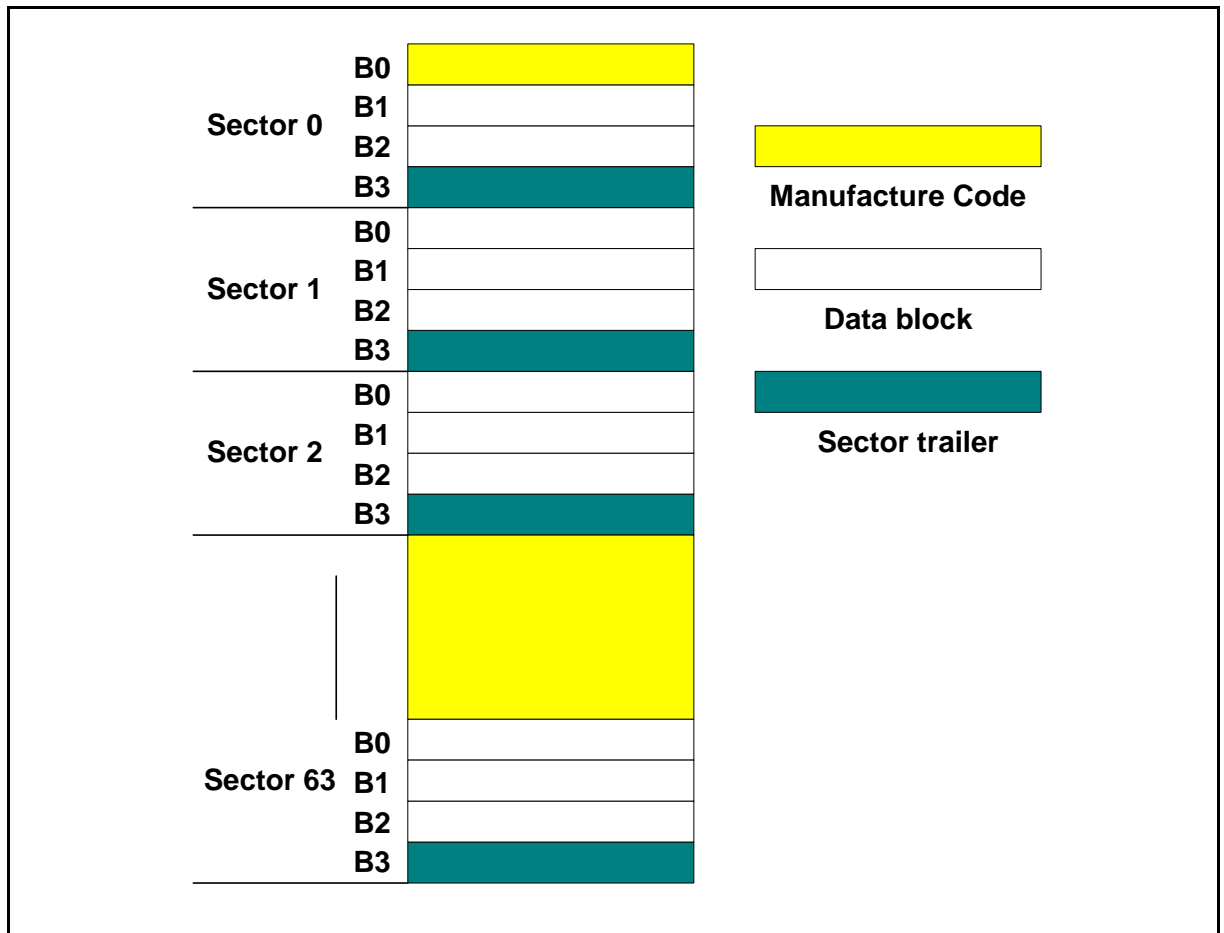 B0
B1
Sector 0
B2
B3
B0
B1
Sector 1
B2
B3
B0
B1
Sector 2
B2
B3
B0
Sector 63 B1
B2
B3
Manufacture Code
Data block
Sector trailer